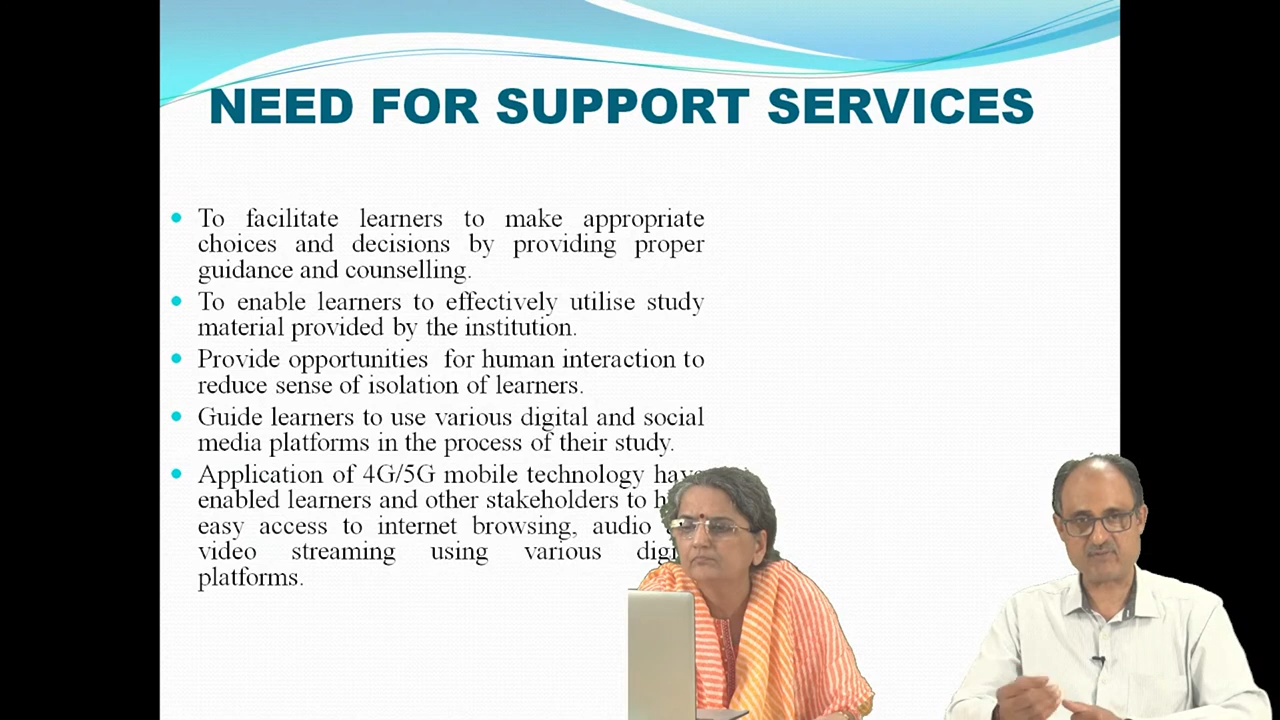 NEED FOR SUPPORT SERVICES
• To facilitate learners to make appropriate
choices and decisions by providing proper
guidance and counselling.
• To enable learners to effectively utilise study
material provided by the institution.
• Provide opportunities for human interaction to
reduce sense of isolation of learners.
• Guide learners to use various digital and social
media platforms in the process of their study.
• Application of 4G/5G mobile technology have
enabled learners and other stakeholders to
easy access to internet browsing, audio
video streaming using various
platforms.